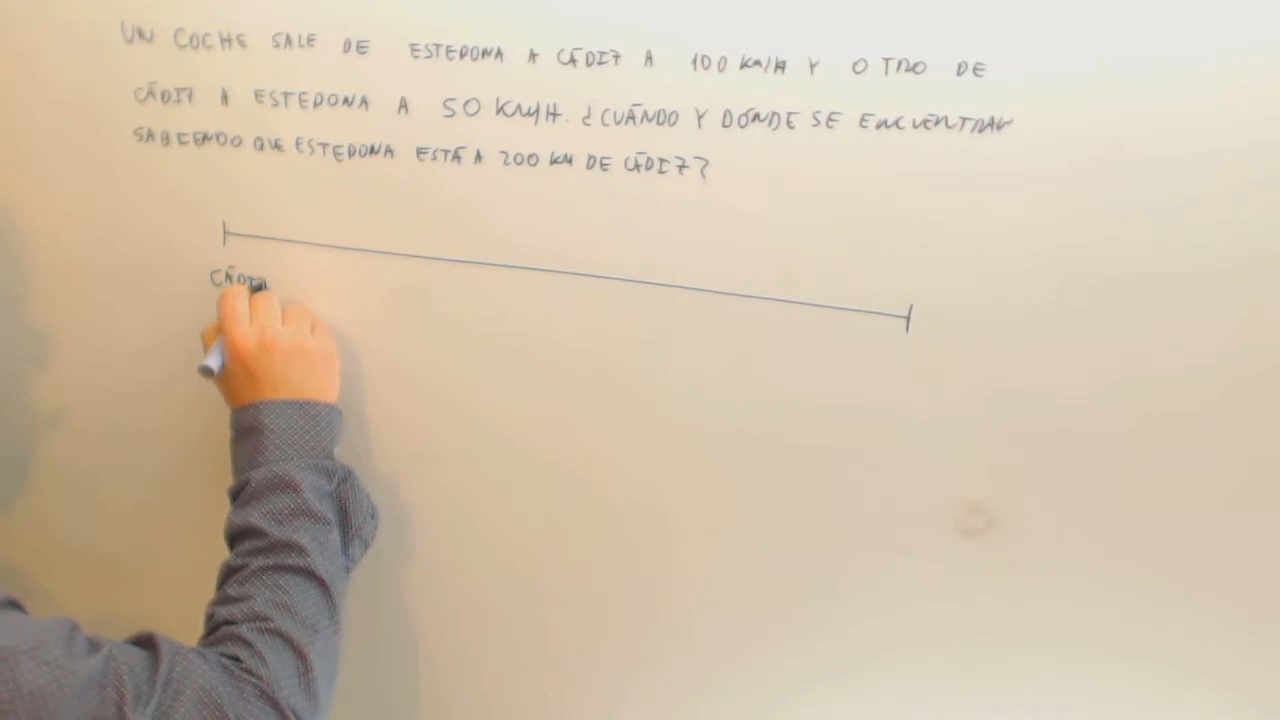 UN COCHE SALE DE ESTEPONA A CÁDIZ A 100 KM/H Y OTRO DE
CÁDIZ A ESTEPONA A 50 KM/H. ¿CUÁNDO Y DÓNDE SE ENCUENTRAN
SABIENDO QUE ESTEPONA ESTÁ A 200 KM DE CÁDIZ?
CÁDIZ